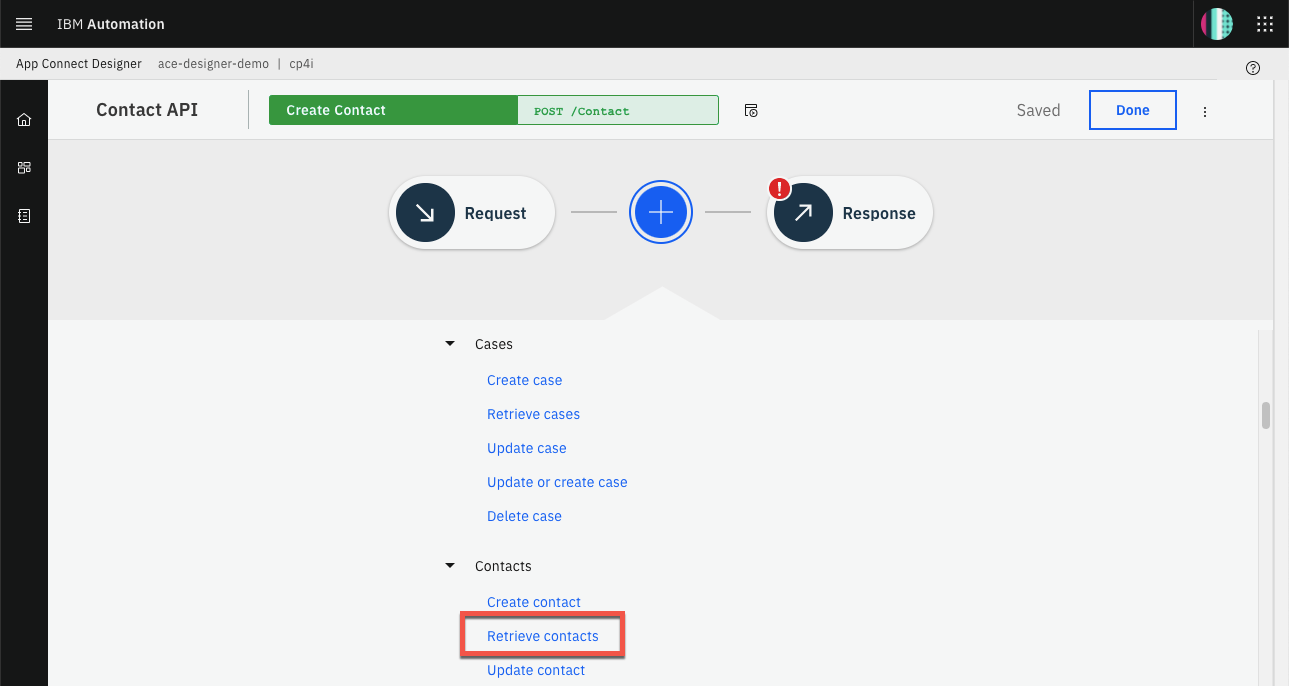 IBM Automation
App Connect Designer ace-designer-demo | cp4i
Contact API
Create Contact
POST /Contact
Saved
Done
Request
!
Response
Cases
Create case
Retrieve cases
Update case
Update or create case
Delete case
Contacts
Create contact
Retrieve contacts
Update contact